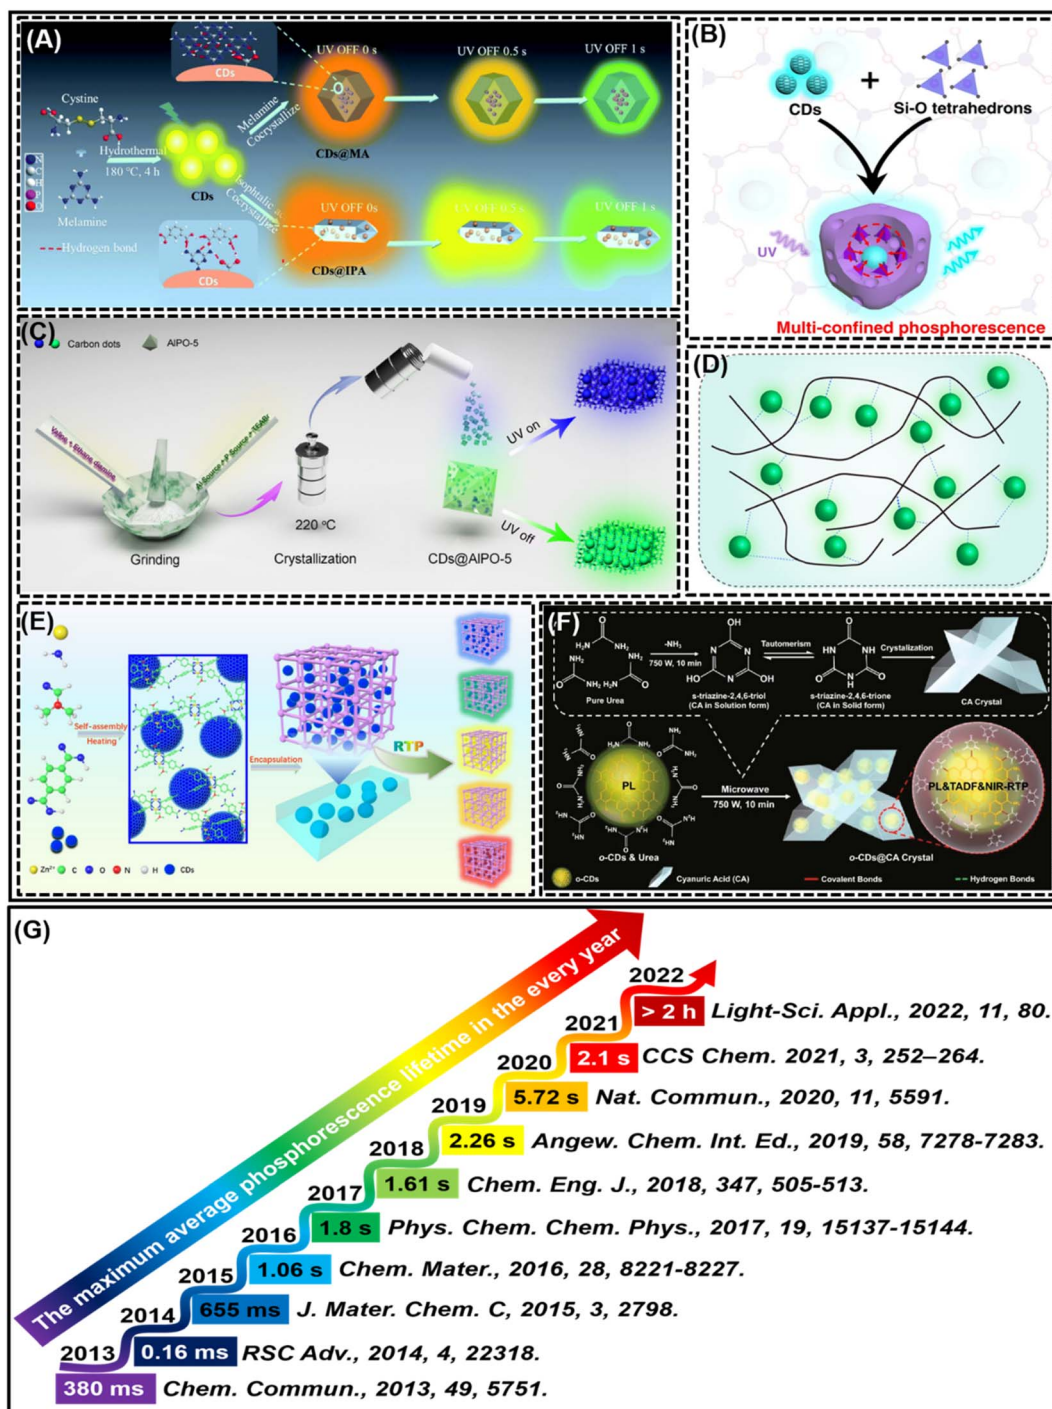 (A)
UV OFF 0 s
UV OFF 0.5 s
UV OFF 1 s
CDs
Cystine
Melamine
Cocrystallize
Hydrothermal
180 °C, 4 h
CDs
CDs@MA
Melamine
Isophtalic
Cocrystallize
UV OFF 0s
UV OFF 0.5 s
UV OFF 1 s
Hydrogen bond
CDs
CDs@IPA
(B)
CDs
+
Si-O tetrahedrons
UV
Multi-confined phosphorescence
(C)
Carbon dots
AlPO-5
UV on
UV off
220 °C
Grinding
Crystallization
CDs@AlPO-5
(D)
(E)
Self-assembly
Heating
Encapsulation
RTP
Zn²⁺
C
O
N
H
CDs
(F)
-NH₃
750 W, 10 min
Tautomerism
Crystalization
Pure Urea
s-triazine-2,4,6-triol
(CA in Solution form)
s-triazine-2,4,6-trione
(CA in Solid form)
CA Crystal
PL
Microwave
750 W, 10 min
PL&TADF&NIR-RTP
o-CDs & Urea
o-CDs@CA Crystal
o-CDs
Cyanuric Acid (CA)
Covalent Bonds
Hydrogen Bonds
(G)
The maximum average phosphorescence lifetime in the every year
2022
> 2 h Light-Sci. Appl., 2022, 11, 80.
2021
2.1 s CCS Chem. 2021, 3, 252–264.
2020
5.72 s Nat. Commun., 2020, 11, 5591.
2019
2.26 s Angew. Chem. Int. Ed., 2019, 58, 7278-7283.
2018
1.61 s Chem. Eng. J., 2018, 347, 505-513.
2017
1.8 s Phys. Chem. Chem. Phys., 2017, 19, 15137-15144.
2016
1.06 s Chem. Mater., 2016, 28, 8221-8227.
2015
655 ms J. Mater. Chem. C, 2015, 3, 2798.
2014
0.16 ms RSC Adv., 2014, 4, 22318.
2013
380 ms Chem. Commun., 2013, 49, 5751.